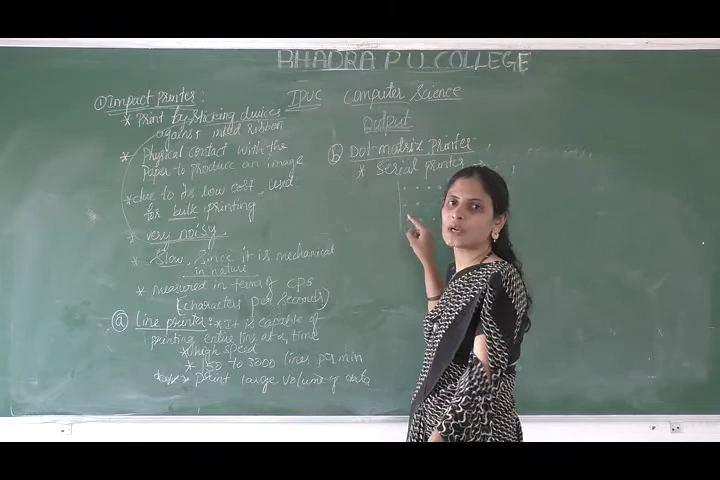 BHADRA P U COLLEGE
IPUC Computer Science
Output
① Impact printer:
* Print by striking devices
against inked ribbon
* Physical contact with the
Paper to produce an image
* due to its low cost, used
for bulk printing
* very noisy.
* Slow, Since it is mechanical
in nature
* measured in term of CPS
(characters per seconds)
ⓐ Line printer: * It is capable of
printing entire line at a time
* high speed
* 150 to 3000 lines per min
* Print large volume of data
ⓑ Dot matrix printer
* Serial printer